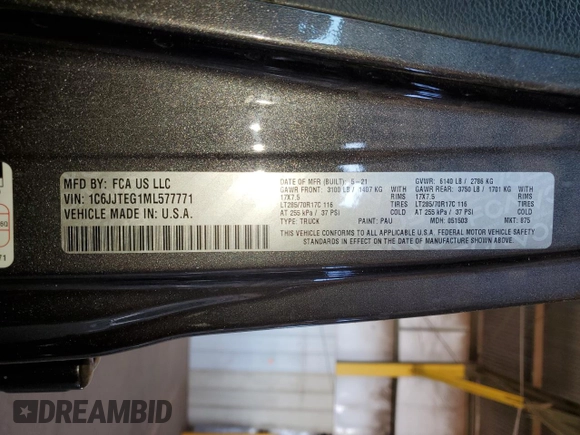 MFD BY: FCA US LLC
VIN: 1C6JJTEG1ML577771
VEHICLE MADE IN U.S.A.
DATE OF MFR (BUILT): 5-21 GVWR: 6140 LB / 2786 KG
GAWR FRONT: 3100 LB / 1407 KG WITH GAWR REAR: 3750 LB / 1701 KG WITH
17X7.5 RIMS 17X7.5 RIMS
LT285/70R17C 116 TIRES LT285/70R17C 116 TIRES
AT 255 kPa / 37 PSI COLD AT 255 kPa / 37 PSI COLD
TYPE: TRUCK PAINT: PAU MDH: 051503 MXT: 875
THIS VEHICLE CONFORMS TO ALL APPLICABLE U.S.A. FEDERAL MOTOR VEHICLE SAFETY
STANDARDS IN EFFECT ON THE DATE OF MANUFACTURE SHOWN ABOVE.
DREAMBID